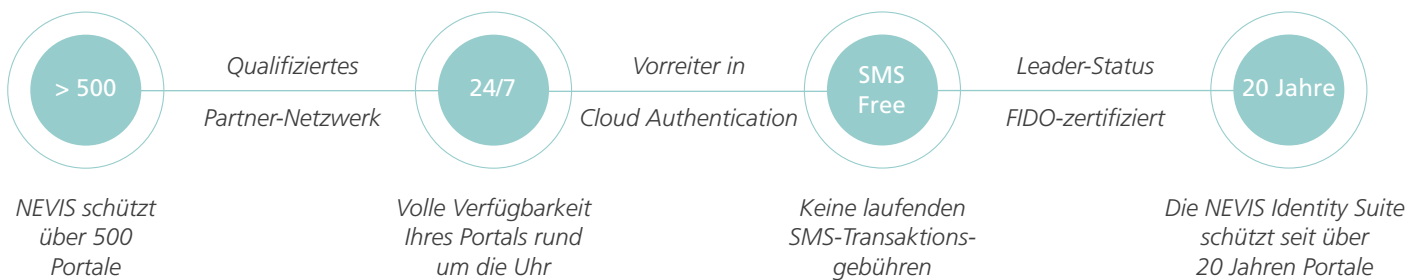 > 500
Qualifiziertes
Partner-Netzwerk
24/7
Vorreiter in
Cloud Authentication
SMS
Free
Leader-Status
FIDO-zertifiziert
20 Jahre
NEVIS schützt
über 500
Portale
Volle Verfügbarkeit
Ihres Portals rund
um die Uhr
Keine laufenden
SMS-Transaktions-
gebühren
Die NEVIS Identity Suite
schützt seit über
20 Jahren Portale